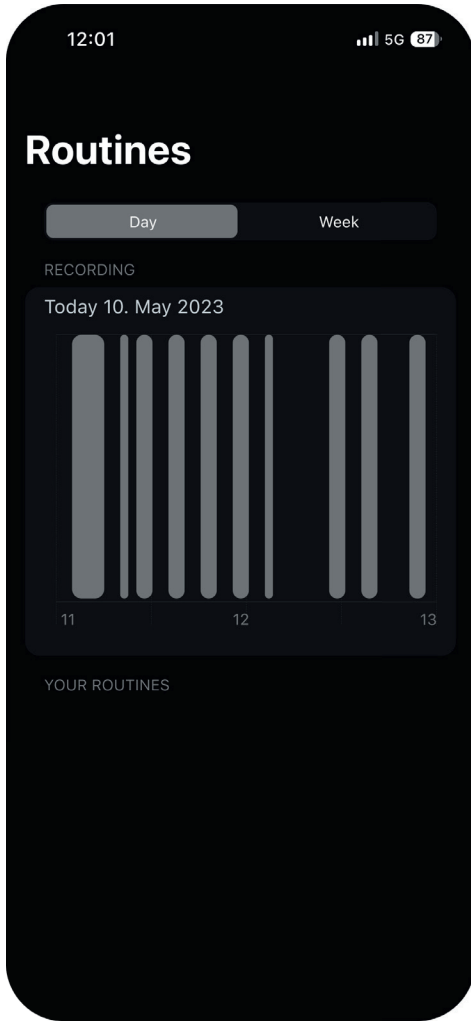 12:01 5G 87
Routines
Day Week
RECORDING
Today 10. May 2023
11 12 13
YOUR ROUTINES